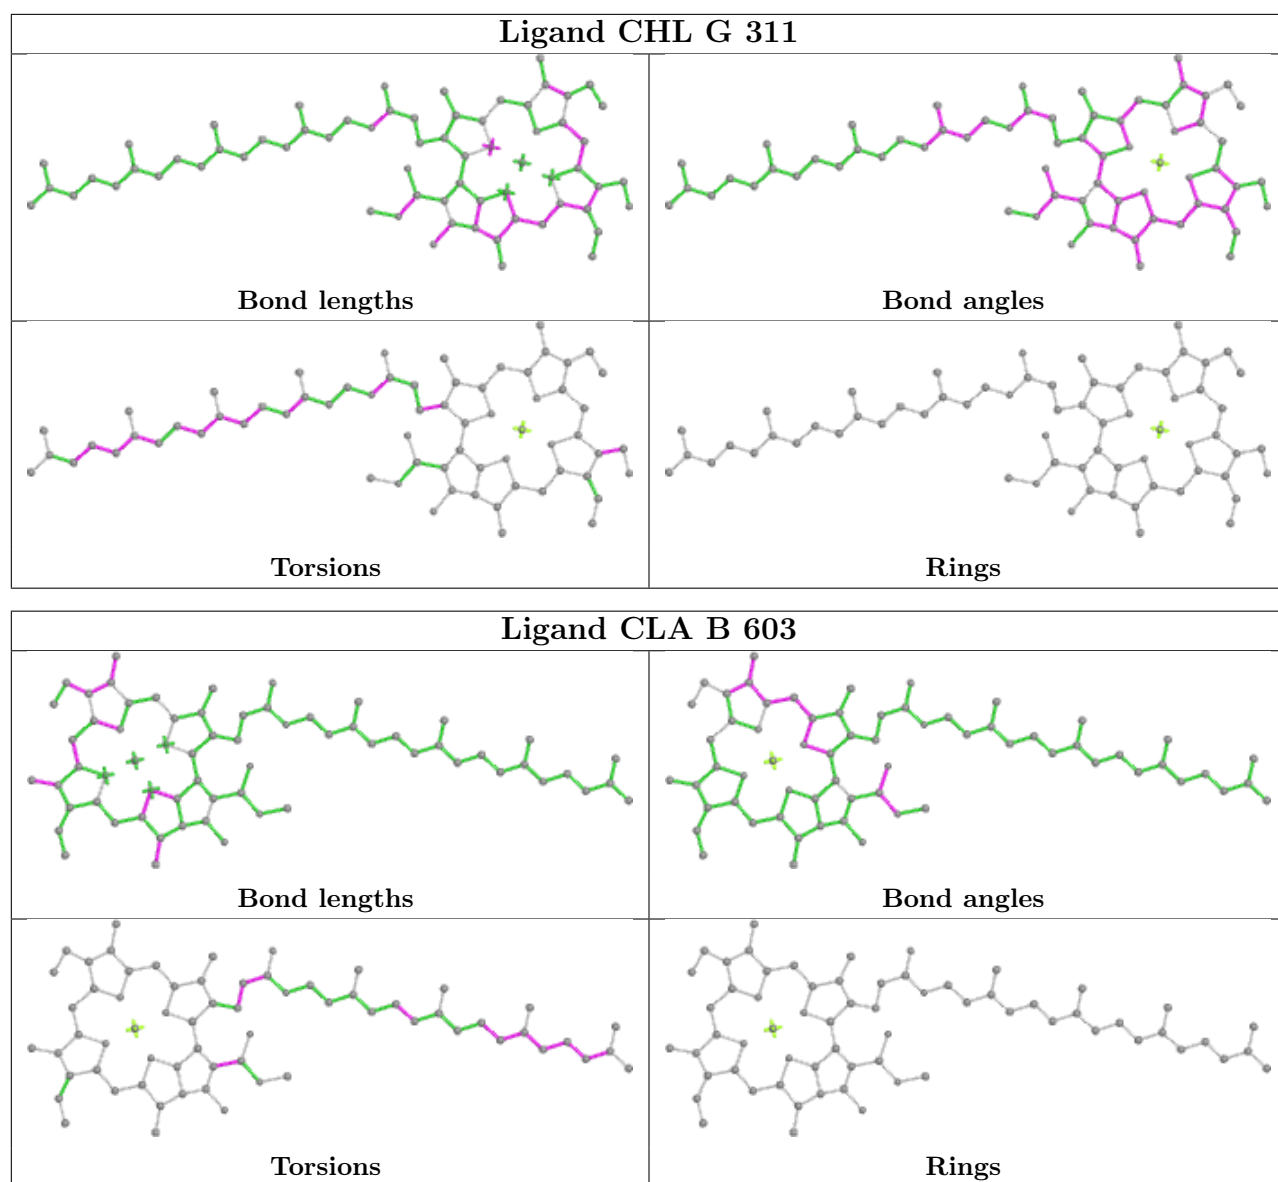 Ligand CHL G 311
Bond lengths
Bond angles
Torsions
Rings
Ligand CLA B 603
Bond lengths
Bond angles
Torsions
Rings